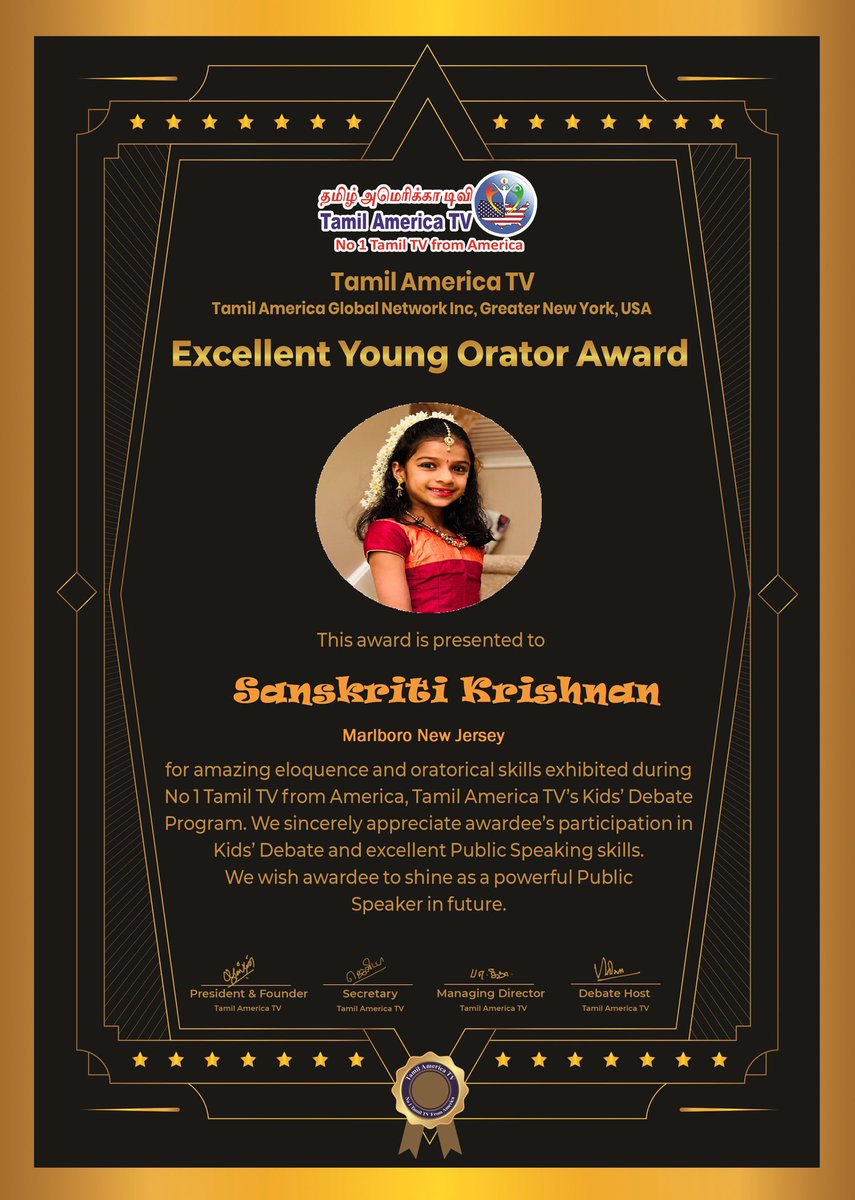 தமிழ் அமெரிக்கா டிவி
Tamil America TV
No 1 Tamil TV from America
Tamil America TV
Tamil America Global Network Inc, Greater New York, USA
Excellent Young Orator Award
This award is presented to
Sanskriti Krishnan
Marlboro New Jersey
for amazing eloquence and oratorical skills exhibited during
No 1 Tamil TV from America, Tamil America TV's Kids' Debate
Program. We sincerely appreciate awardee's participation in
Kids' Debate and excellent Public Speaking skills.
We wish awardee to shine as a powerful Public
Speaker in future.
President & Founder
Tamil America TV
Secretary
Tamil America TV
Managing Director
Tamil America TV
Debate Host
Tamil America TV
Tamil America TV
No 1 Tamil TV From America